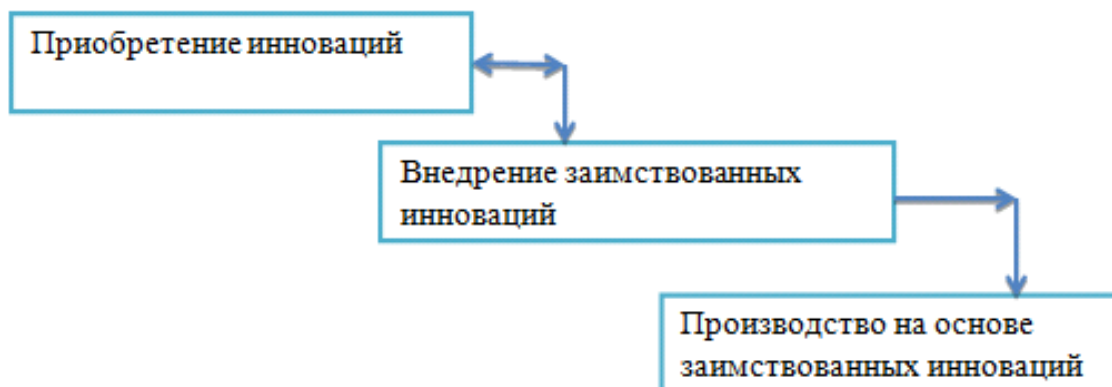 Приобретение инноваций
Внедрение заимствованных
инноваций
Производство на основе
заимствованных инноваций